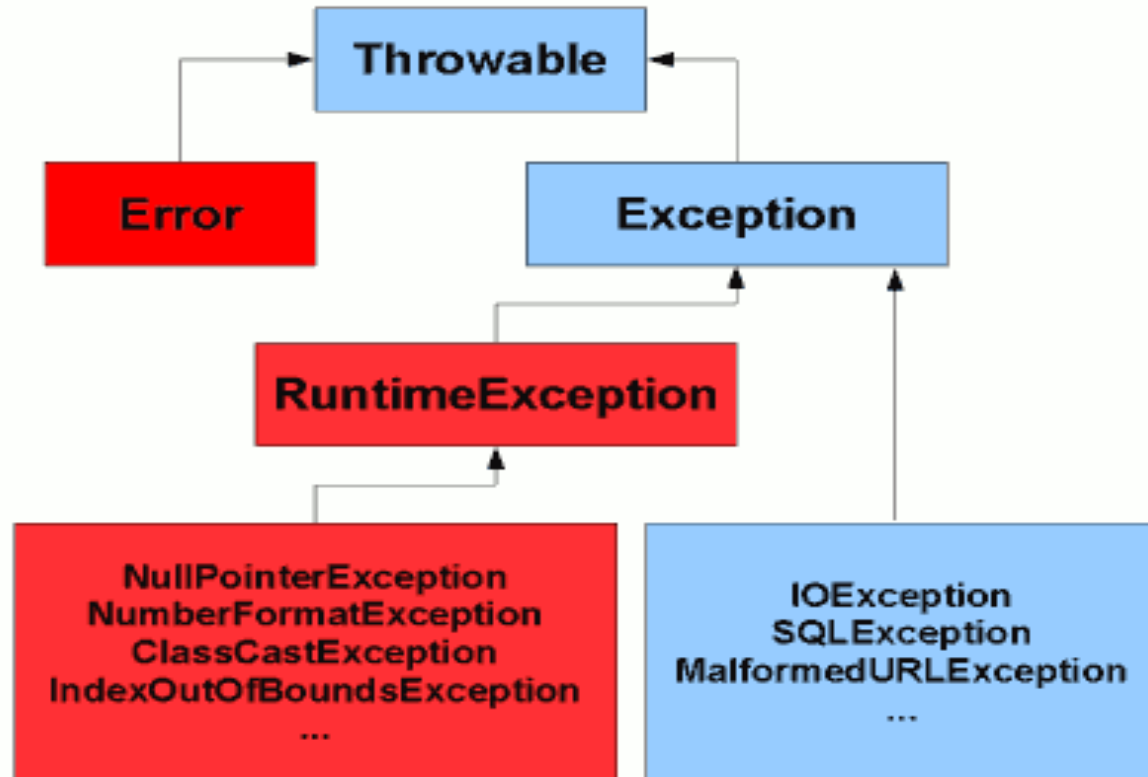 Throwable
Error
Exception
RuntimeException
NullPointerException
NumberFormatException
ClassCastException
IndexOutOfBoundsException
...
IOException
SQLException
MalformedURLException
...